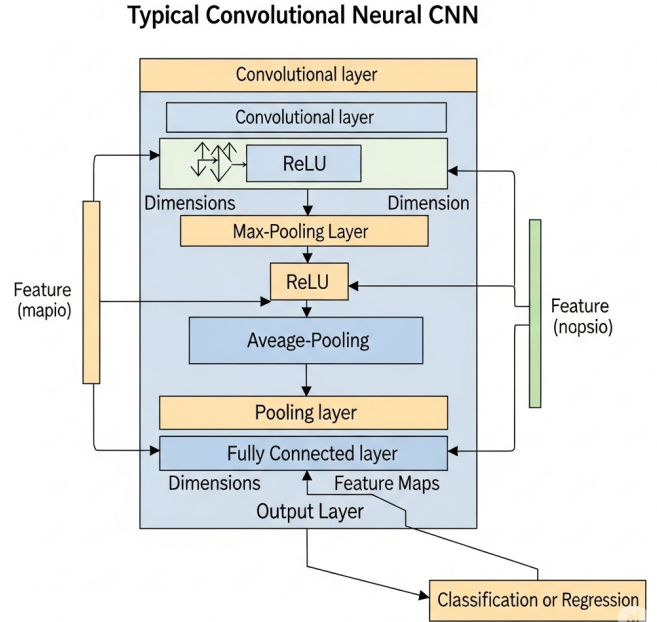 Typical Convolutional Neural CNN
Convolutional layer
Convolutional layer
ReLU
Dimensions
Dimension
Max-Pooling Layer
ReLU
Feature
(mapio)
Aveage-Pooling
Feature
(nopsio)
Pooling layer
Fully Connected layer
Dimensions
Feature Maps
Output Layer
Classification or Regression